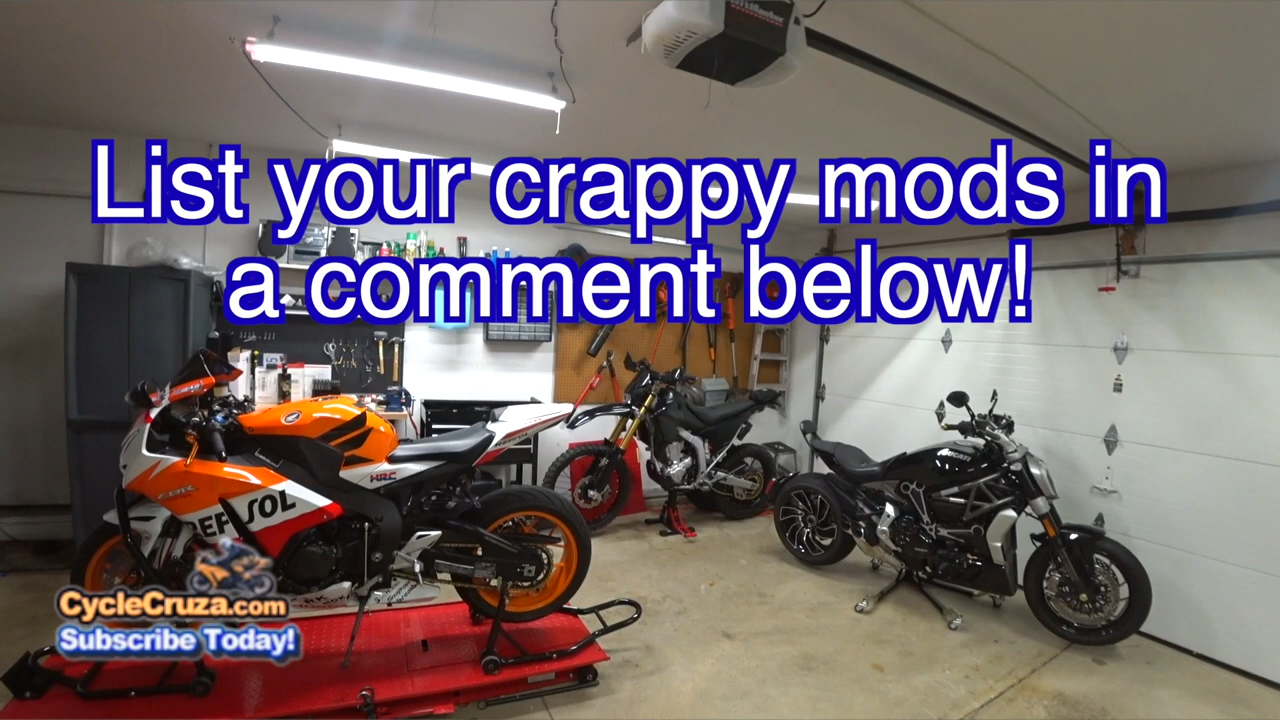 List your crappy mods in
a comment below!
DUCATI
CBR
HRC
REPSOL
CycleCruza.com
Subscribe Today!